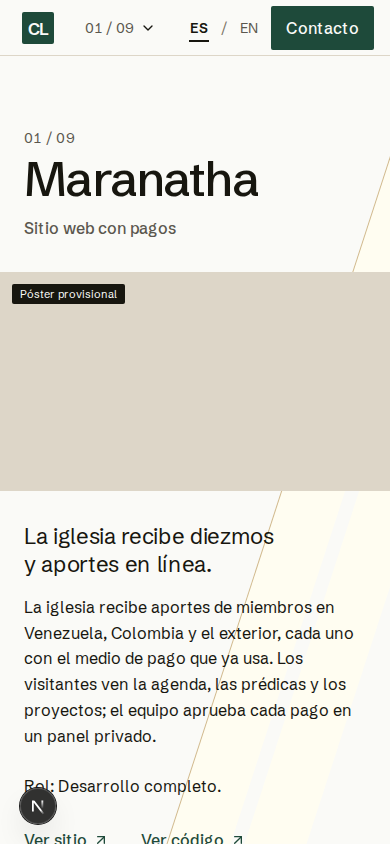 CL
01 / 09
ES / EN
Contacto
01 / 09
Maranatha
Sitio web con pagos
Póster provisional
La iglesia recibe diezmos
y aportes en línea.
La iglesia recibe aportes de miembros en
Venezuela, Colombia y el exterior, cada uno
con el medio de pago que ya usa. Los
visitantes ven la agenda, las prédicas y los
proyectos; el equipo aprueba cada pago en
un panel privado.
Rol: Desarrollo completo.
N
Ver sitio
Ver código